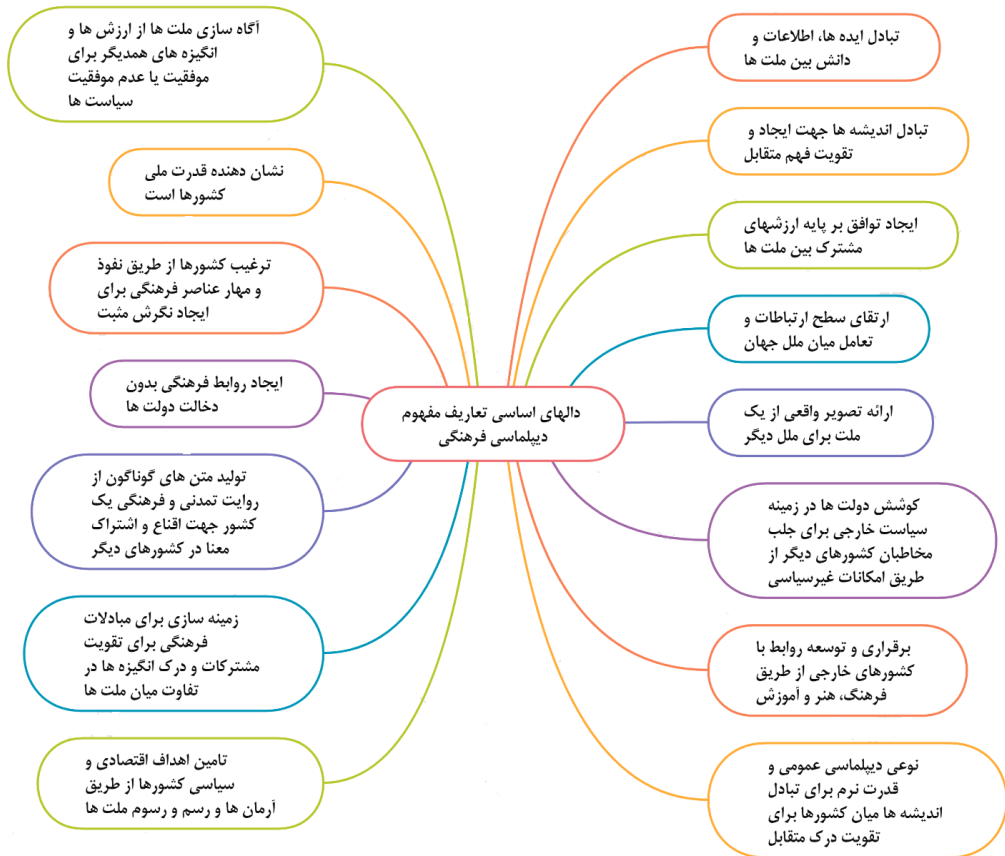 دالهای اساسی تعاریف مفهوم
دیپلماسی فرهنگی
تبادل ایده ها، اطلاعات و
دانش بین ملت ها
تبادل اندیشه ها جهت ایجاد و
تقویت فهم متقابل
ایجاد توافق بر پایه ارزشهای
مشترک بین ملت ها
ارتقای سطح ارتباطات و
تعامل میان ملل جهان
ارائه تصویر واقعی از یک
ملت برای ملل دیگر
کوشش دولت ها در زمینه
سیاست خارجی برای جلب
مخاطبان کشورهای دیگر از
طریق امکانات غیرسیاسی
برقراری و توسعه روابط با
کشورهای خارجی از طریق
فرهنگ، هنر و آموزش
نوعی دیپلماسی عمومی و
قدرت نرم برای تبادل
اندیشه ها میان کشورها برای
تقویت درک متقابل
آگاه سازی ملت ها از ارزش ها و
انگیزه های همدیگر برای
موفقیت یا عدم موفقیت
سیاست ها
نشان دهنده قدرت ملی
کشورها است
ترغیب کشورها از طریق نفوذ
و مهار عناصر فرهنگی برای
ایجاد نگرش مثبت
ایجاد روابط فرهنگی بدون
دخالت دولت ها
تولید متن های گوناگون از
روایت تمدنی و فرهنگی یک
کشور جهت اقناع و اشتراک
معنا در کشورهای دیگر
زمینه سازی برای مبادلات
فرهنگی برای تقویت
مشترکات و درک انگیزه ها در
تفاوت میان ملت ها
تامین اهداف اقتصادی و
سیاسی کشورها از طریق
آرمان ها و رسم و رسوم ملت ها